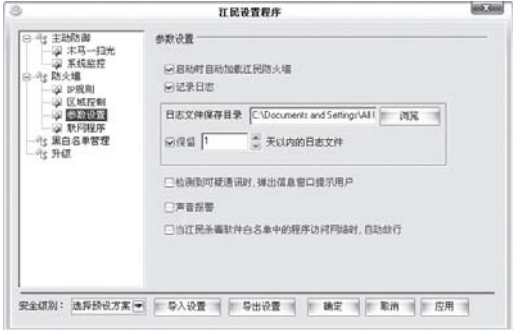 江民设置程序
主动防御
木马一扫光
系统监控
防火墙
IP规则
区域控制
参数设置
联网程序
黑白名单管理
升级
参数设置
启动时自动加载江民防火墙
记录日志
日志文件保存目录 C:\Documents and Settings\All U 浏览
保留 1 天以内的日志文件
检测到可疑通讯时,弹出信息窗口提示用户
声音报警
当江民杀毒软件白名单中的程序访问网络时,自动放行
安全级别: 选择预设方案 导入设置 导出设置 确定 取消 应用